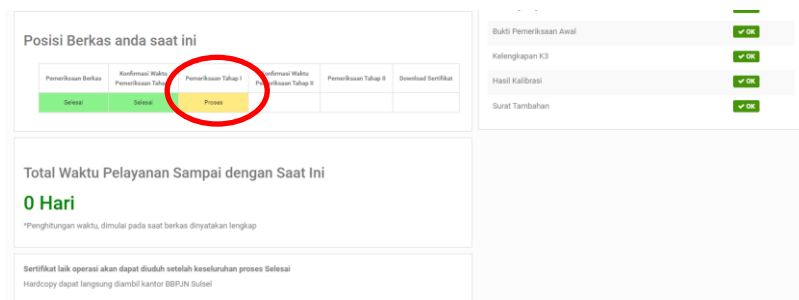 Posisi Berkas anda saat ini
Pemeriksaan Berkas
Konfirmasi Waktu
Pemeriksaan Tahap
Pemeriksaan Tahap I
Konfirmasi Waktu
Pemeriksaan Tahap II
Pemeriksaan Tahap II
Download Sertifikat
Selesai
Selesai
Proses
Total Waktu Pelayanan Sampai dengan Saat Ini
0 Hari
*Penghitungan waktu, dimulai pada saat berkas dinyatakan lengkap
Sertifikat laik operasi akan dapat diuduh setelah keseluruhan proses Selesai
Hardcopy dapat langsung diambil kantor BBPJN Sulsel
Bukti Pemeriksaan Awal
OK
Kelengkapan K3
OK
Hasil Kalibrasi
OK
Surat Tambahan
OK